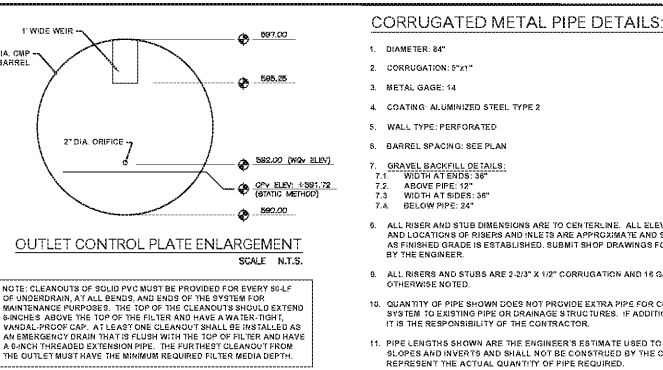 1' WIDE WEIR
DIA. CMP
BARREL
597.00
595.25
2" DIA. ORIFICE
592.00 (WQv ELEV)
CPv ELEV: ±591.72
(STATIC METHOD)
590.00
OUTLET CONTROL PLATE ENLARGEMENT
SCALE N.T.S.
NOTE: CLEANOUTS OF SOLID PVC MUST BE PROVIDED FOR EVERY 50-LF
OF UNDERDRAIN, AT ALL BENDS, AND ENDS OF THE SYSTEM FOR
MAINTENANCE PURPOSES. THE TOP OF THE CLEANOUTS SHOULD EXTEND
6-INCHES ABOVE THE TOP OF THE FILTER AND HAVE A WATER-TIGHT,
VANDAL-PROOF CAP. AT LEAST ONE CLEANOUT SHALL BE INSTALLED AS
AN EMERGENCY DRAIN THAT IS FLUSH WITH THE TOP OF FILTER AND HAVE
A 6-INCH THREADED EXTENSION PIPE. THE FURTHEST CLEANOUT FROM
THE OUTLET MUST HAVE THE MINIMUM REQUIRED FILTER MEDIA DEPTH.
CORRUGATED METAL PIPE DETAILS:
1. DIAMETER: 84"
2. CORRUGATION: 5"x1"
3. METAL GAGE: 14
4. COATING: ALUMINIZED STEEL TYPE 2
5. WALL TYPE: PERFORATED
6. BARREL SPACING: SEE PLAN
7. GRAVEL BACKFILL DETAILS:
7.1. WIDTH AT ENDS: 36"
7.2. ABOVE PIPE: 12"
7.3 WIDTH AT SIDES: 36"
7.4. BELOW PIPE: 24"
8. ALL RISER AND STUB DIMENSIONS ARE TO CENTERLINE. ALL ELEV
AND LOCATIONS OF RISERS AND INLETS ARE APPROXIMATE AND S
AS FINISHED GRADE IS ESTABLISHED. SUBMIT SHOP DRAWINGS FO
BY THE ENGINEER.
9. ALL RISERS AND STUBS ARE 2-2/3" X 1/2" CORRUGATION AND 16 GA
OTHERWISE NOTED.
10. QUANTITY OF PIPE SHOWN DOES NOT PROVIDE EXTRA PIPE FOR CO
SYSTEM TO EXISTING PIPE OR DRAINAGE STRUCTURES. IF ADDITIO
IT IS THE RESPONSIBILITY OF THE CONTRACTOR.
11. PIPE LENGTHS SHOWN ARE THE ENGINEER'S ESTIMATE USED TO
SLOPES AND INVERTS AND SHALL NOT BE CONSTRUED BY THE C
REPRESENT THE ACTUAL QUANTITY OF PIPE REQUIRED.